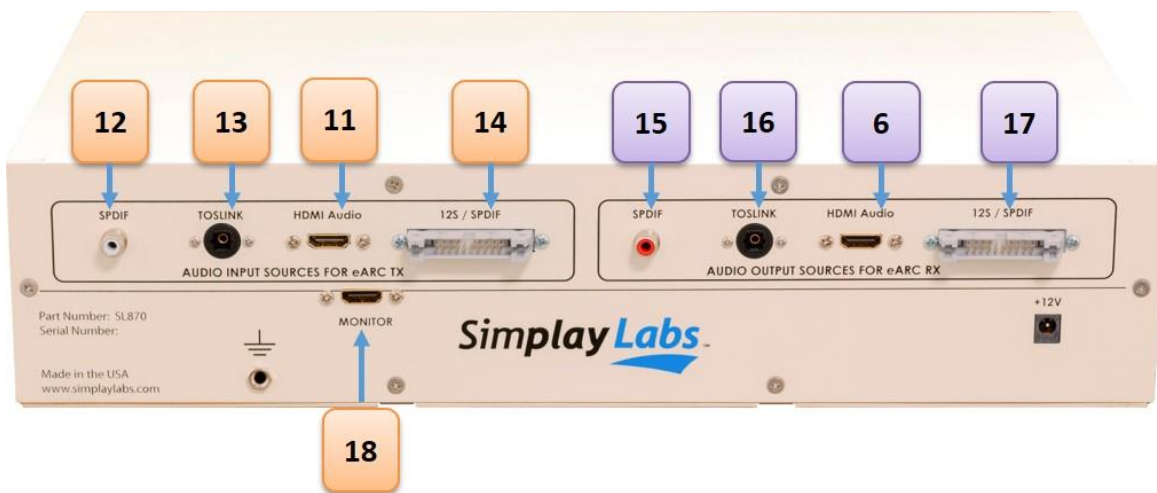 12 13 11 14 15 16 6 17
SPDIF TOSLINK HDMI Audio 12S / SPDIF SPDIF TOSLINK HDMI Audio 12S / SPDIF
AUDIO INPUT SOURCES FOR eARC TX AUDIO OUTPUT SOURCES FOR eARC RX
+12V
Part Number: SL870
Serial Number:
MONITOR
Simplay Labs
Made in the USA
www.simplaylabs.com
18